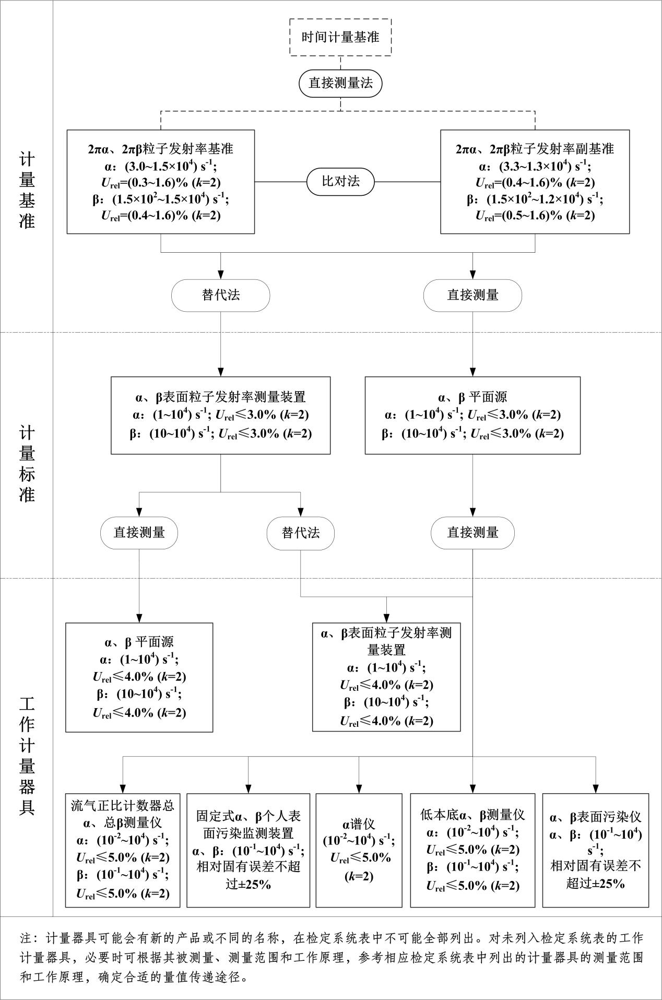 时间计量基准
直接测量法
计量基准
2πα、2πβ粒子发射率基准
α：(3.0~1.5×10⁴) s⁻¹;
Urel=(0.3~1.6)% (k=2)
β：(1.5×10²~1.5×10⁴) s⁻¹;
Urel=(0.4~1.6)% (k=2)
比对法
2πα、2πβ粒子发射率副基准
α：(3.3~1.3×10⁴) s⁻¹;
Urel=(0.4~1.6)% (k=2)
β：(1.5×10²~1.2×10⁴) s⁻¹;
Urel=(0.5~1.6)% (k=2)
替代法
直接测量
计量标准
α、β表面粒子发射率测量装置
α：(1~10⁴) s⁻¹; Urel≤3.0% (k=2)
β：(10~10⁴) s⁻¹; Urel≤3.0% (k=2)
α、β 平面源
α：(1~10⁴) s⁻¹; Urel≤3.0% (k=2)
β：(10~10⁴) s⁻¹; Urel≤3.0% (k=2)
直接测量
替代法
直接测量
工作计量器具
α、β 平面源
α：(1~10⁴) s⁻¹;
Urel≤4.0% (k=2)
β：(10~10⁴) s⁻¹;
Urel≤4.0% (k=2)
α、β表面粒子发射率测
量装置
α：(1~10⁴) s⁻¹;
Urel≤4.0% (k=2)
β：(10~10⁴) s⁻¹;
Urel≤4.0% (k=2)
流气正比计数器总
α、总β测量仪
α：(10⁻²~10⁴) s⁻¹;
Urel≤5.0% (k=2)
β：(10⁻¹~10⁴) s⁻¹;
Urel≤5.0% (k=2)
固定式α、β个人表
面污染监测装置
α、β：(10⁻¹~10⁴) s⁻¹;
相对固有误差不超
过±25%
α谱仪
(10⁻²~10⁴) s⁻¹;
Urel≤5.0%
(k=2)
低本底α、β测量仪
α：(10⁻²~10⁴) s⁻¹;
Urel≤5.0% (k=2)
β：(10⁻¹~10⁴) s⁻¹;
Urel≤5.0% (k=2)
α、β表面污染仪
α、β：(10⁻¹~10⁴)
s⁻¹;
相对固有误差不
超过±25%
注：计量器具可能会有新的产品或不同的名称，在检定系统表中不可能全部列出。对未列入检定系统表的工作
计量器具，必要时可根据其被测量、测量范围和工作原理，参考相应检定系统表中列出的计量器具的测量范围
和工作原理，确定合适的量值传递途径。